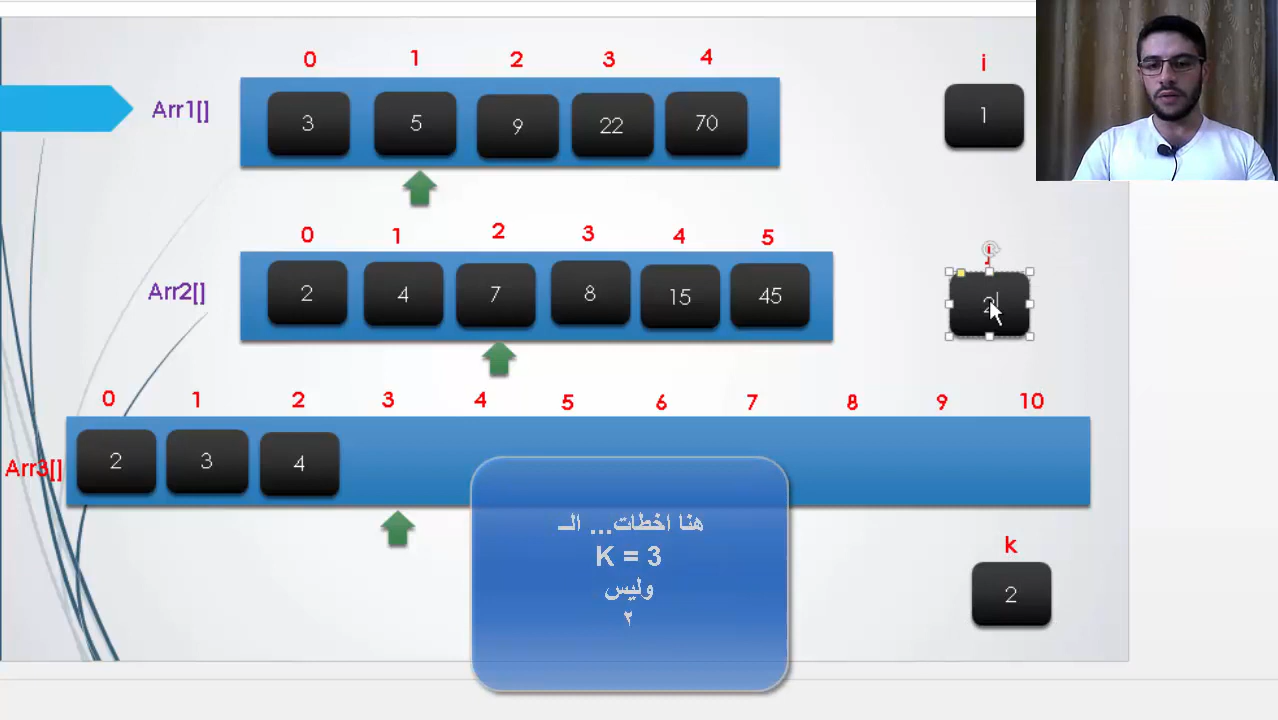 0 1 2 3 4
i
Arr1[]
3 5 9 22 70
1
0 1 2 3 4 5
j
Arr2[]
2 4 7 8 15 45
2
0 1 2 3 4 5 6 7 8 9 10
Arr3[]
2 3 4
هنا اخطات... الـ
K = 3
وليس
٢
k
2